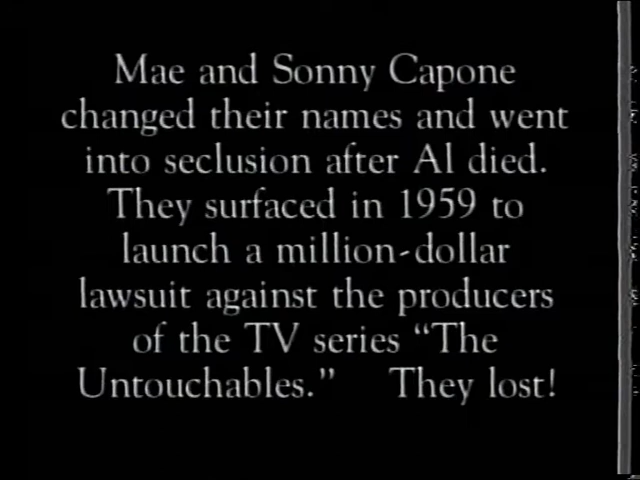 Mae and Sonny Capone
changed their names and went
into seclusion after Al died.
They surfaced in 1959 to
launch a million-dollar
lawsuit against the producers
of the TV series “The
Untouchables.” They lost!